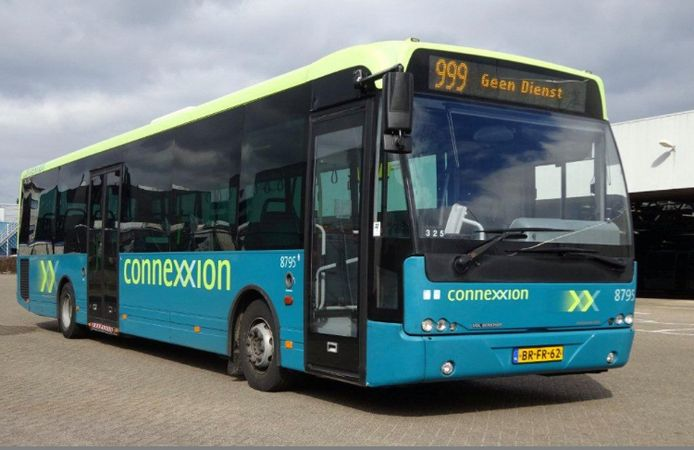 999 Geen Dienst
325
connexxion
8795
connexxion
8795
BR-FR-62